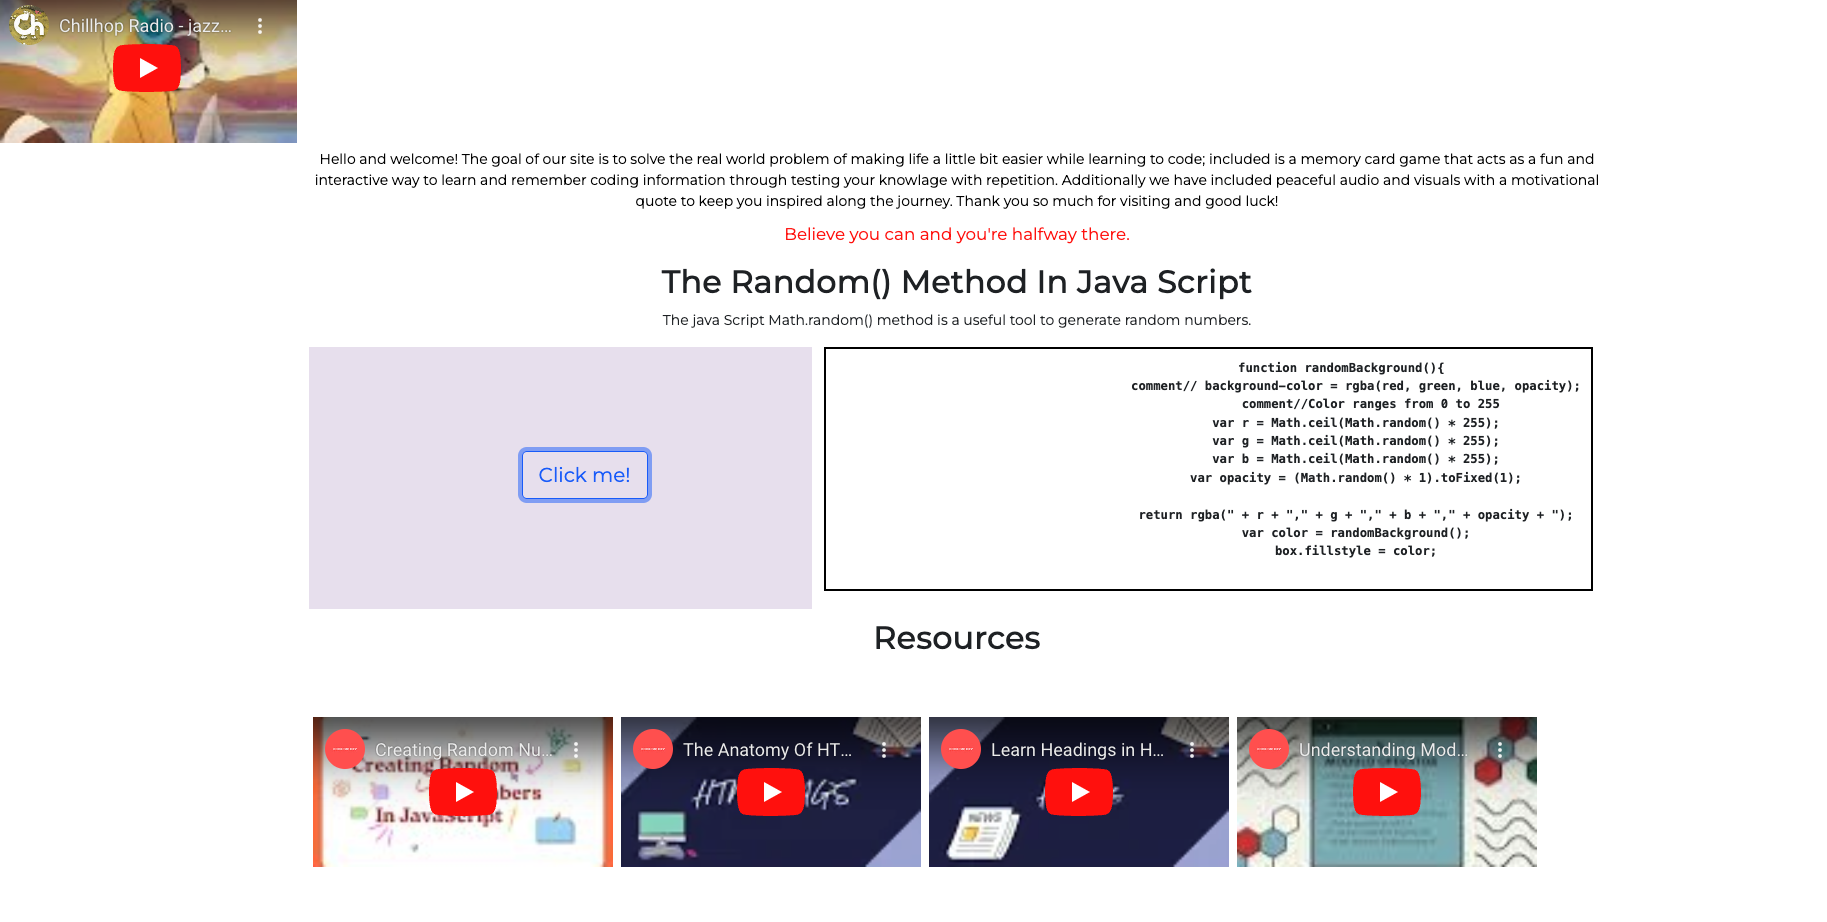 Chillhop Radio - jazz...
Hello and welcome! The goal of our site is to solve the real world problem of making life a little bit easier while learning to code; included is a memory card game that acts as a fun and
interactive way to learn and remember coding information through testing your knowlage with repetition. Additionally we have included peaceful audio and visuals with a motivational
quote to keep you inspired along the journey. Thank you so much for visiting and good luck!
Believe you can and you're halfway there.
The Random() Method In Java Script
The java Script Math.random() method is a useful tool to generate random numbers.
Click me!
function randomBackground(){
comment// background-color = rgba(red, green, blue, opacity);
comment//Color ranges from 0 to 255
var r = Math.ceil(Math.random() * 255);
var g = Math.ceil(Math.random() * 255);
var b = Math.ceil(Math.random() * 255);
var opacity = (Math.random() * 1).toFixed(1);
return rgba(" + r + "," + g + "," + b + "," + opacity + ");
var color = randomBackground();
box.fillstyle = color;
Resources
Creating Random Nu...
Creating Random
In JavaScript
The Anatomy Of HT...
Learn Headings in H...
NEWS
Understanding Mod...
MODULO OPERATOR